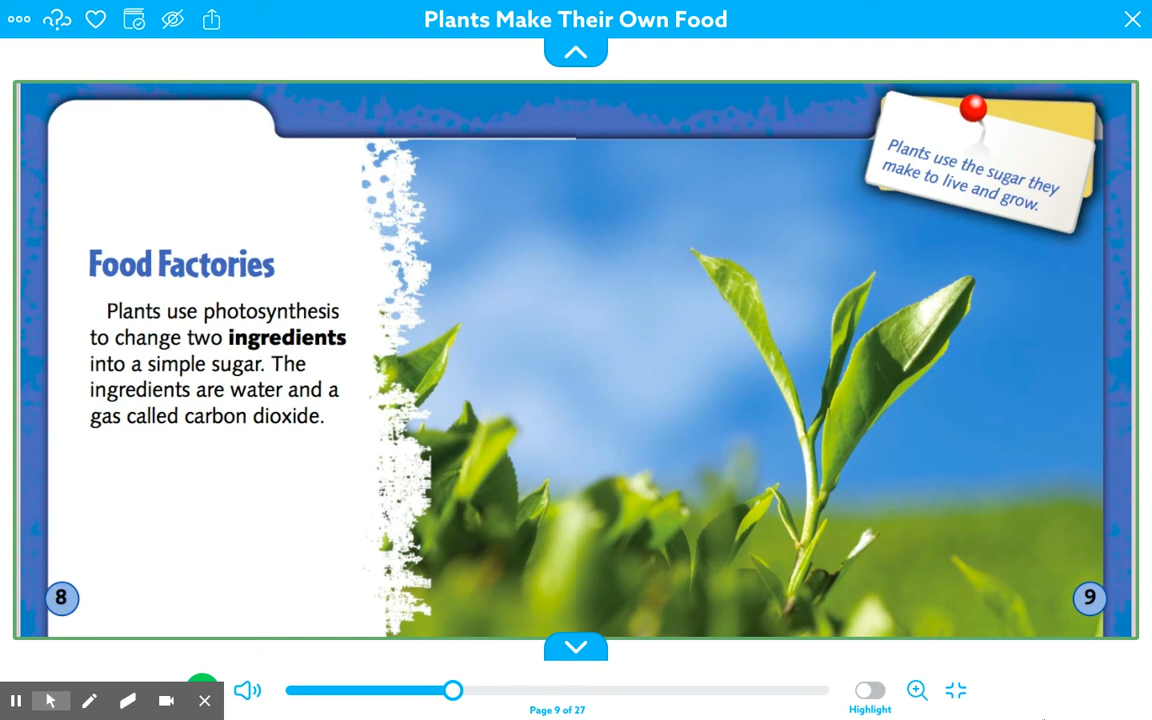 Plants Make Their Own Food
Plants use the sugar they
make to live and grow.
Food Factories
Plants use photosynthesis
to change two ingredients
into a simple sugar. The
ingredients are water and a
gas called carbon dioxide.
8
9
Page 9 of 27
Highlight